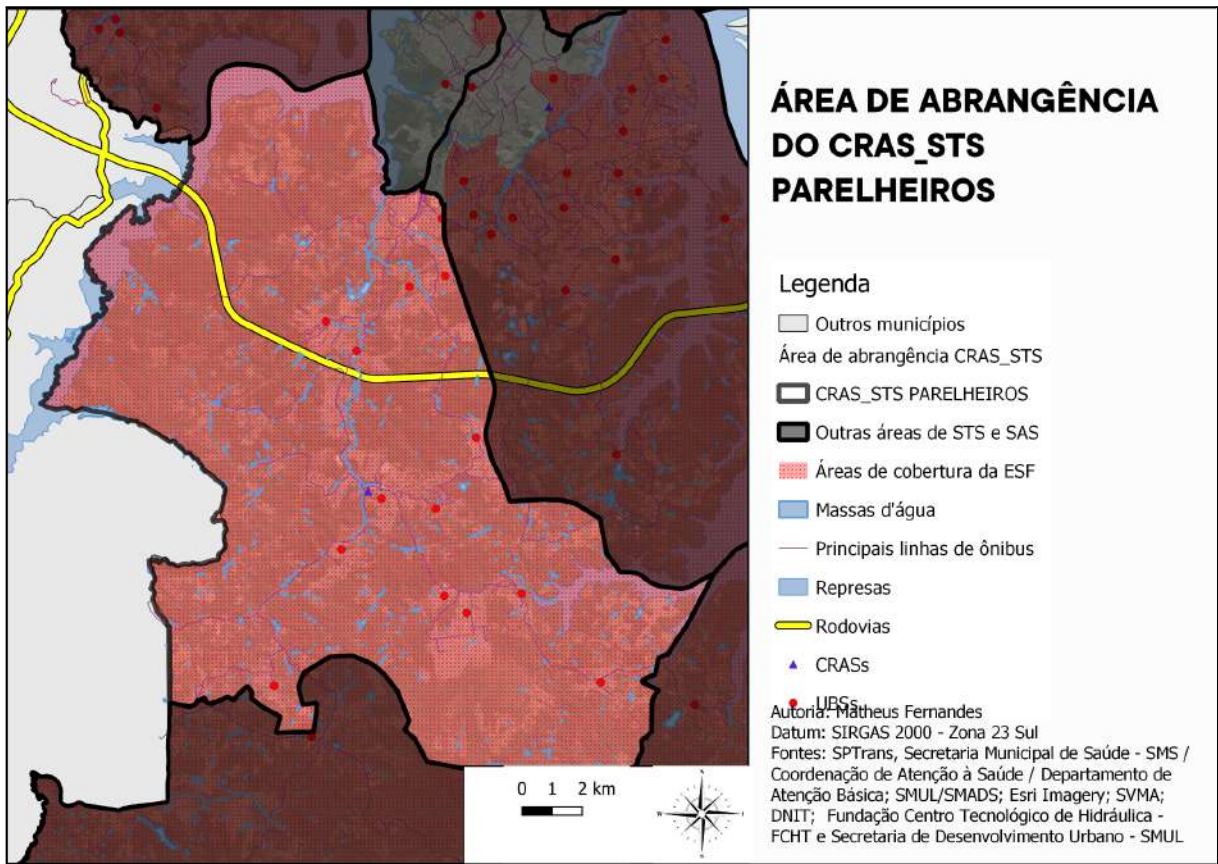 ÁREA DE ABRANGÊNCIA
DO CRAS_STS
PARELHEIROS
Legenda
Outros municípios
Área de abrangência CRAS_STS
CRAS_STS PARELHEIROS
Outras áreas de STS e SAS
Áreas de cobertura da ESF
Massas d'água
Principais linhas de ônibus
Represas
Rodovias
CRASs
UBSs
Autoria: Matheus Fernandes
Datum: SIRGAS 2000 - Zona 23 Sul
Fontes: SPTrans, Secretaria Municipal de Saúde - SMS /
Coordenação de Atenção à Saúde / Departamento de
Atenção Básica; SMUL/SMADS; Esri Imagery; SVMA;
DNIT; Fundação Centro Tecnológico de Hidráulica -
FCHT e Secretaria de Desenvolvimento Urbano - SMUL
0 1 2 km